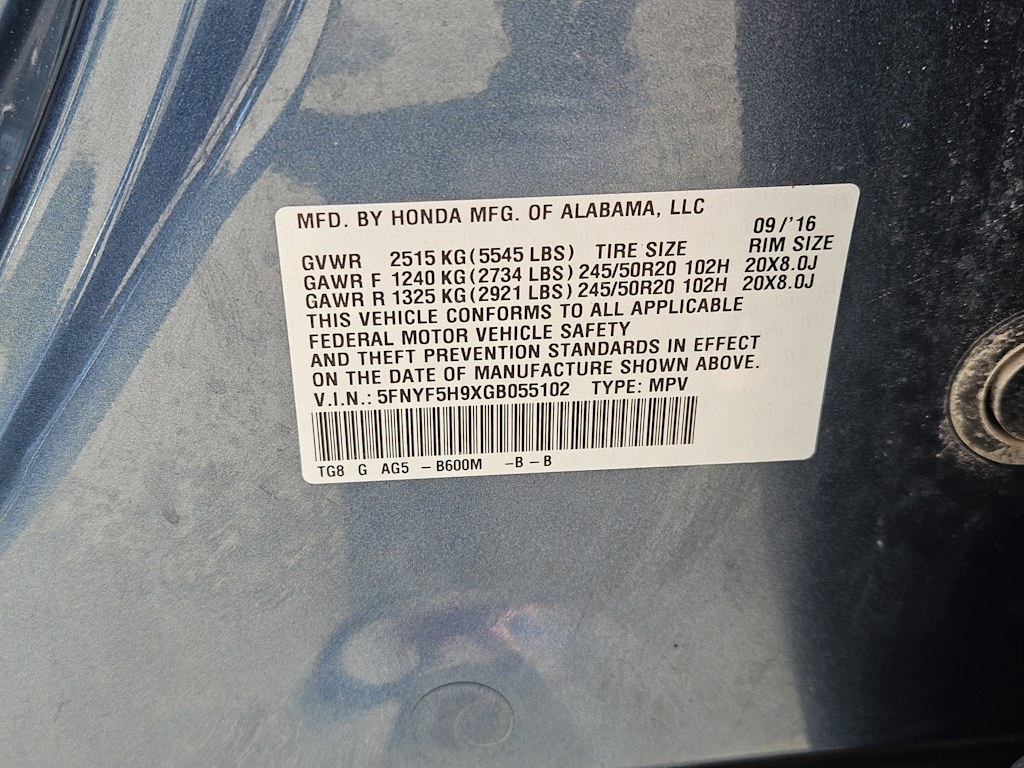 MFD. BY HONDA MFG. OF ALABAMA, LLC 09/'16
GVWR 2515 KG (5545 LBS) TIRE SIZE RIM SIZE
GAWR F 1240 KG (2734 LBS) 245/50R20 102H 20X8.0J
GAWR R 1325 KG (2921 LBS) 245/50R20 102H 20X8.0J
THIS VEHICLE CONFORMS TO ALL APPLICABLE
FEDERAL MOTOR VEHICLE SAFETY
AND THEFT PREVENTION STANDARDS IN EFFECT
ON THE DATE OF MANUFACTURE SHOWN ABOVE.
V.I.N.: 5FNYF5H9XGB055102 TYPE: MPV
TG8 G AG5 -B600M -B-B